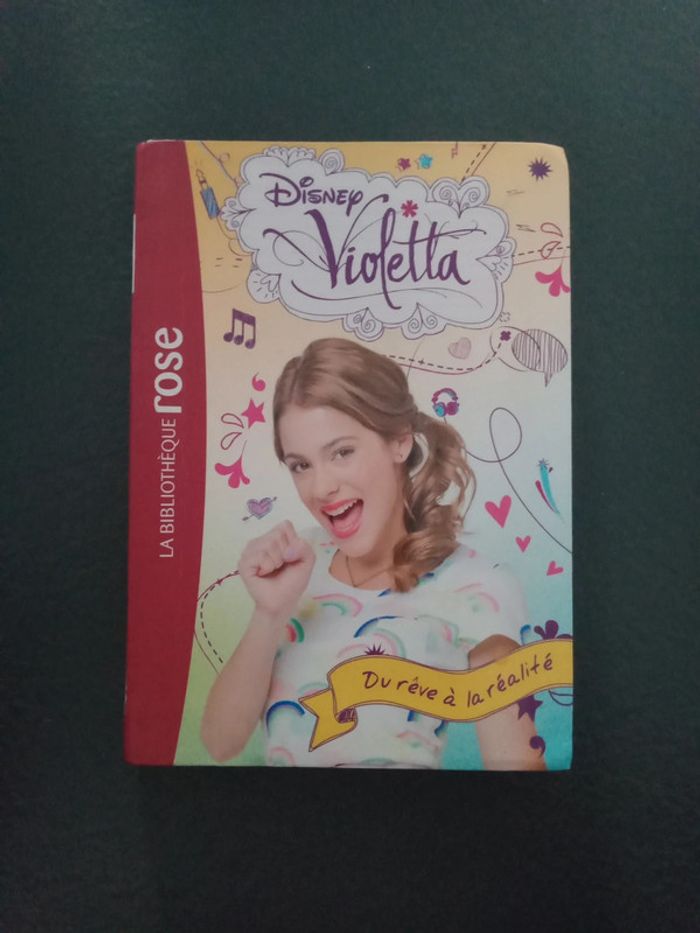 DISNEY
Violetta
LA BIBLIOTHÈQUE rose
Du rêve à la réalité